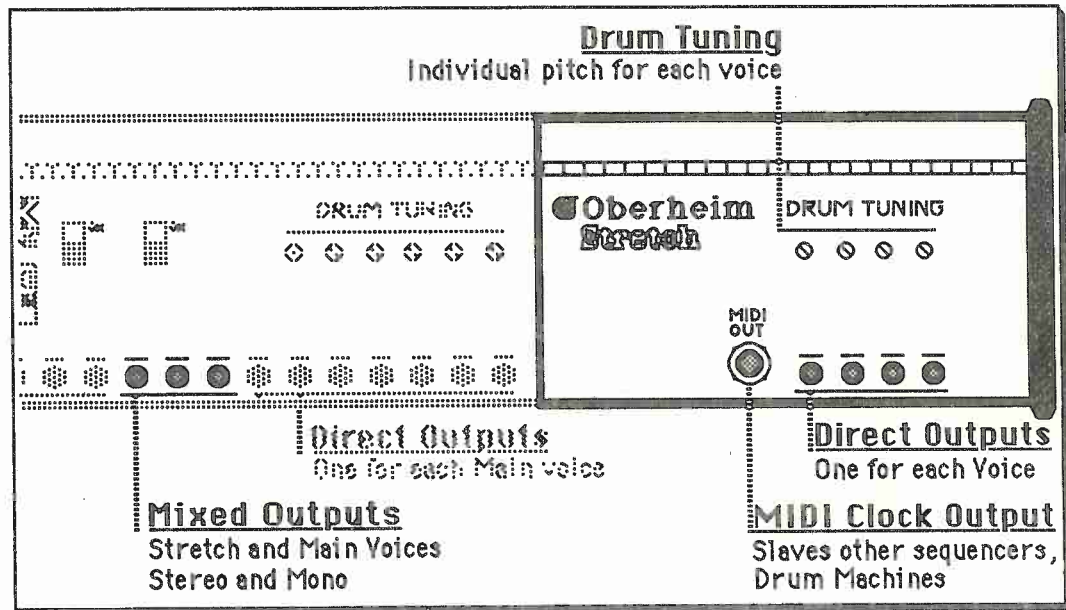 Drum Tuning
Individual pitch for each voice
DRUM TUNING
Oberheim
Stretch
DRUM TUNING
MIDI
OUT
Direct Outputs
One for each Main voice
Direct Outputs
One for each Voice
Mixed Outputs
Stretch and Main Voices
Stereo and Mono
MIDI Clock Output
Slaves other sequencers,
Drum Machines